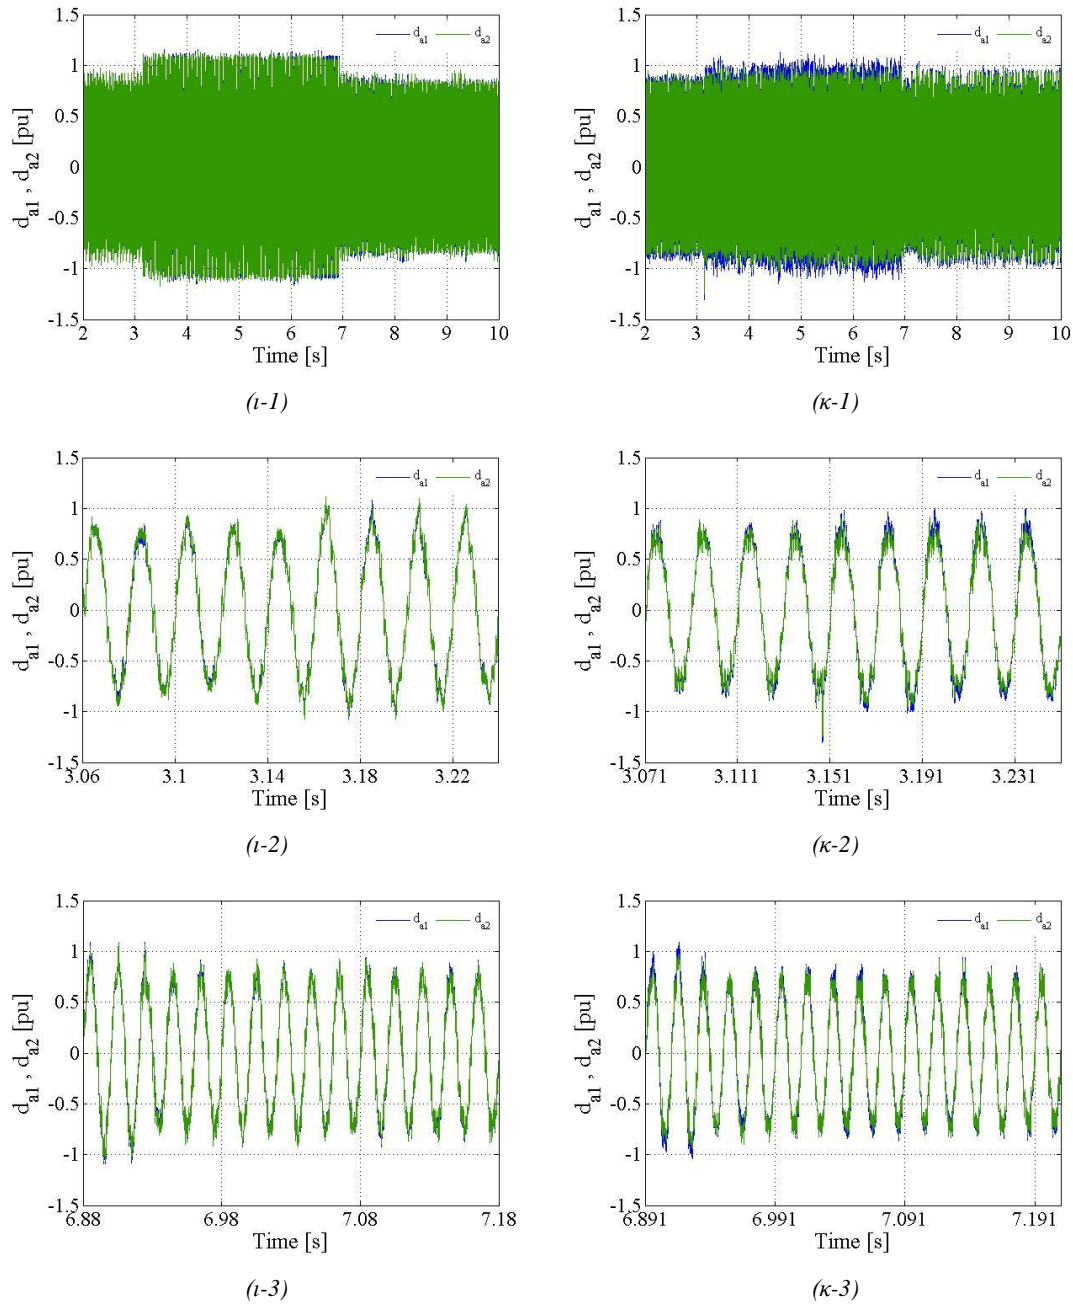 1.5
1
0.5
0
-0.5
-1
-1.5
d_a1 , d_a2 [pu]
d_a1 d_a2
2 3 4 5 6 7 8 9 10
Time [s]
(ι-1)
1.5
1
0.5
0
-0.5
-1
-1.5
d_a1 , d_a2 [pu]
d_a1 d_a2
2 3 4 5 6 7 8 9 10
Time [s]
(κ-1)
1.5
1
0.5
0
-0.5
-1
-1.5
d_a1 , d_a2 [pu]
d_a1 d_a2
3.06 3.1 3.14 3.18 3.22
Time [s]
(ι-2)
1.5
1
0.5
0
-0.5
-1
-1.5
d_a1 , d_a2 [pu]
d_a1 d_a2
3.071 3.111 3.151 3.191 3.231
Time [s]
(κ-2)
1.5
1
0.5
0
-0.5
-1
-1.5
d_a1 , d_a2 [pu]
d_a1 d_a2
6.88 6.98 7.08 7.18
Time [s]
(ι-3)
1.5
1
0.5
0
-0.5
-1
-1.5
d_a1 , d_a2 [pu]
d_a1 d_a2
6.891 6.991 7.091 7.191
Time [s]
(κ-3)